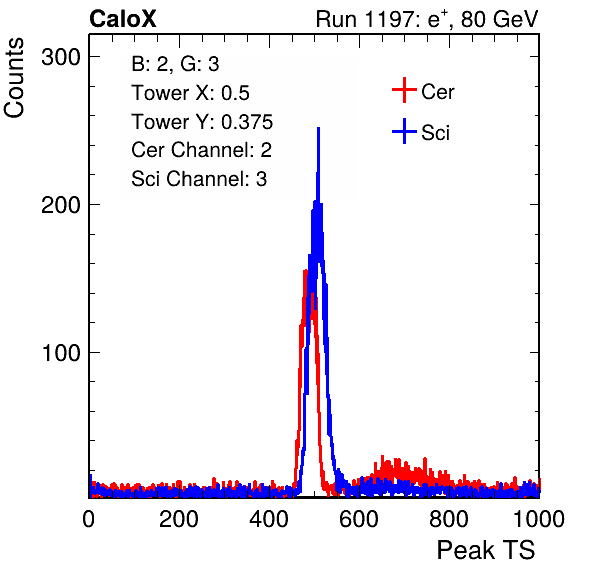 CaloX Run 1197: e⁺, 80 GeV
Counts
300
200
100
B: 2, G: 3
Tower X: 0.5
Tower Y: 0.375
Cer Channel: 2
Sci Channel: 3
Cer
Sci
0 200 400 600 800 1000
Peak TS